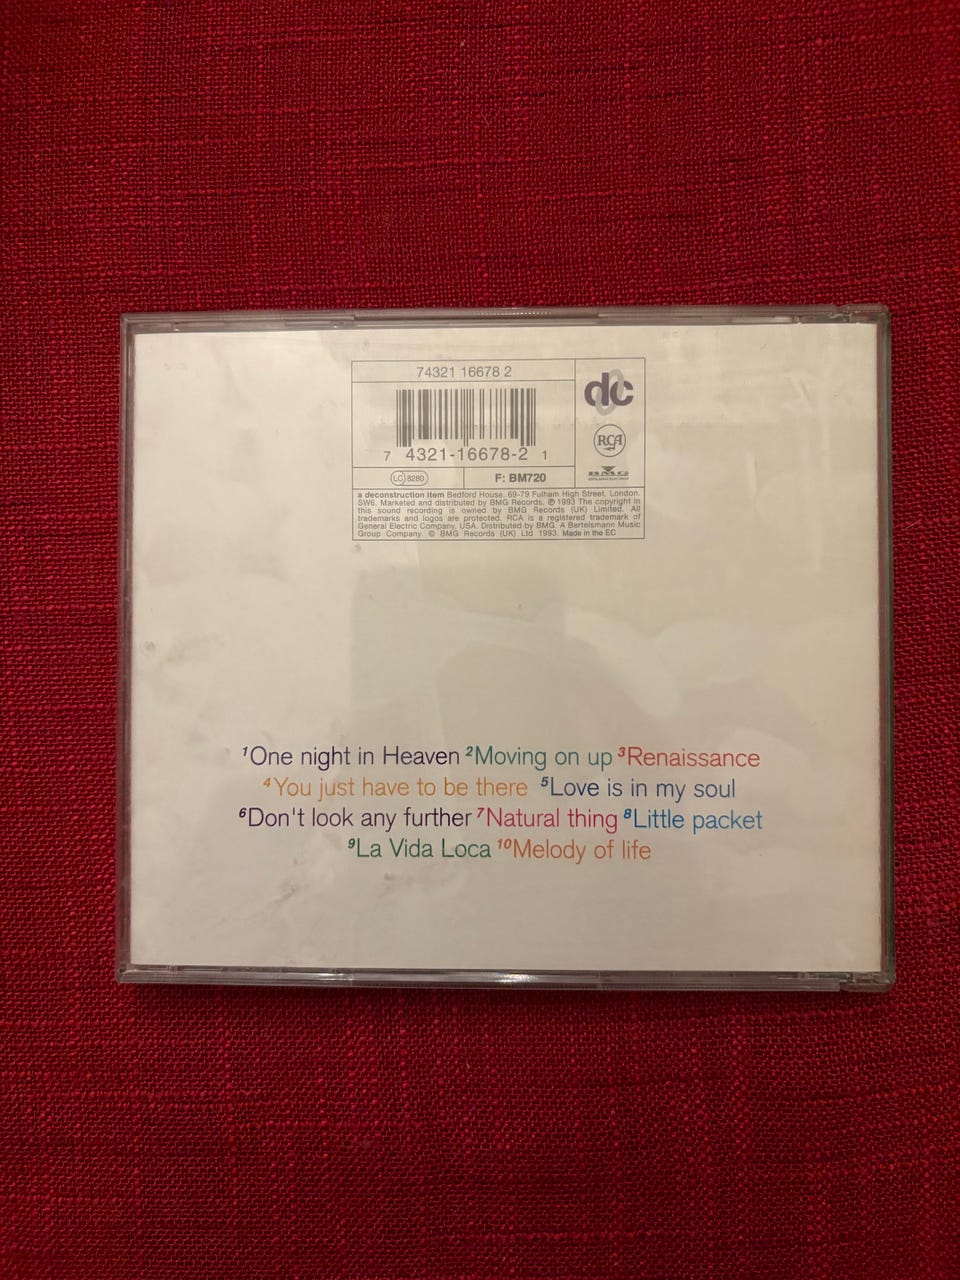 74321 16678 2
7 4321-16678-2 1
LC 8280
F: BM720
dc
RCA
BMG
a deconstruction item Bedford House. 69-79 Fulham High Street, London.
SW6. Marketed and distributed by BMG Records. ℗ 1993 The copyright in
this sound recording is owned by BMG Records (UK) Limited. All
trademarks and logos are protected. RCA is a registered trademark of
General Electric Company, USA. Distributed by BMG. A Bertelsmann Music
Group Company. © BMG Records (UK) Ltd 1993. Made in the EC
1One night in Heaven 2Moving on up 3Renaissance
4You just have to be there 5Love is in my soul
6Don't look any further 7Natural thing 8Little packet
9La Vida Loca 10Melody of life